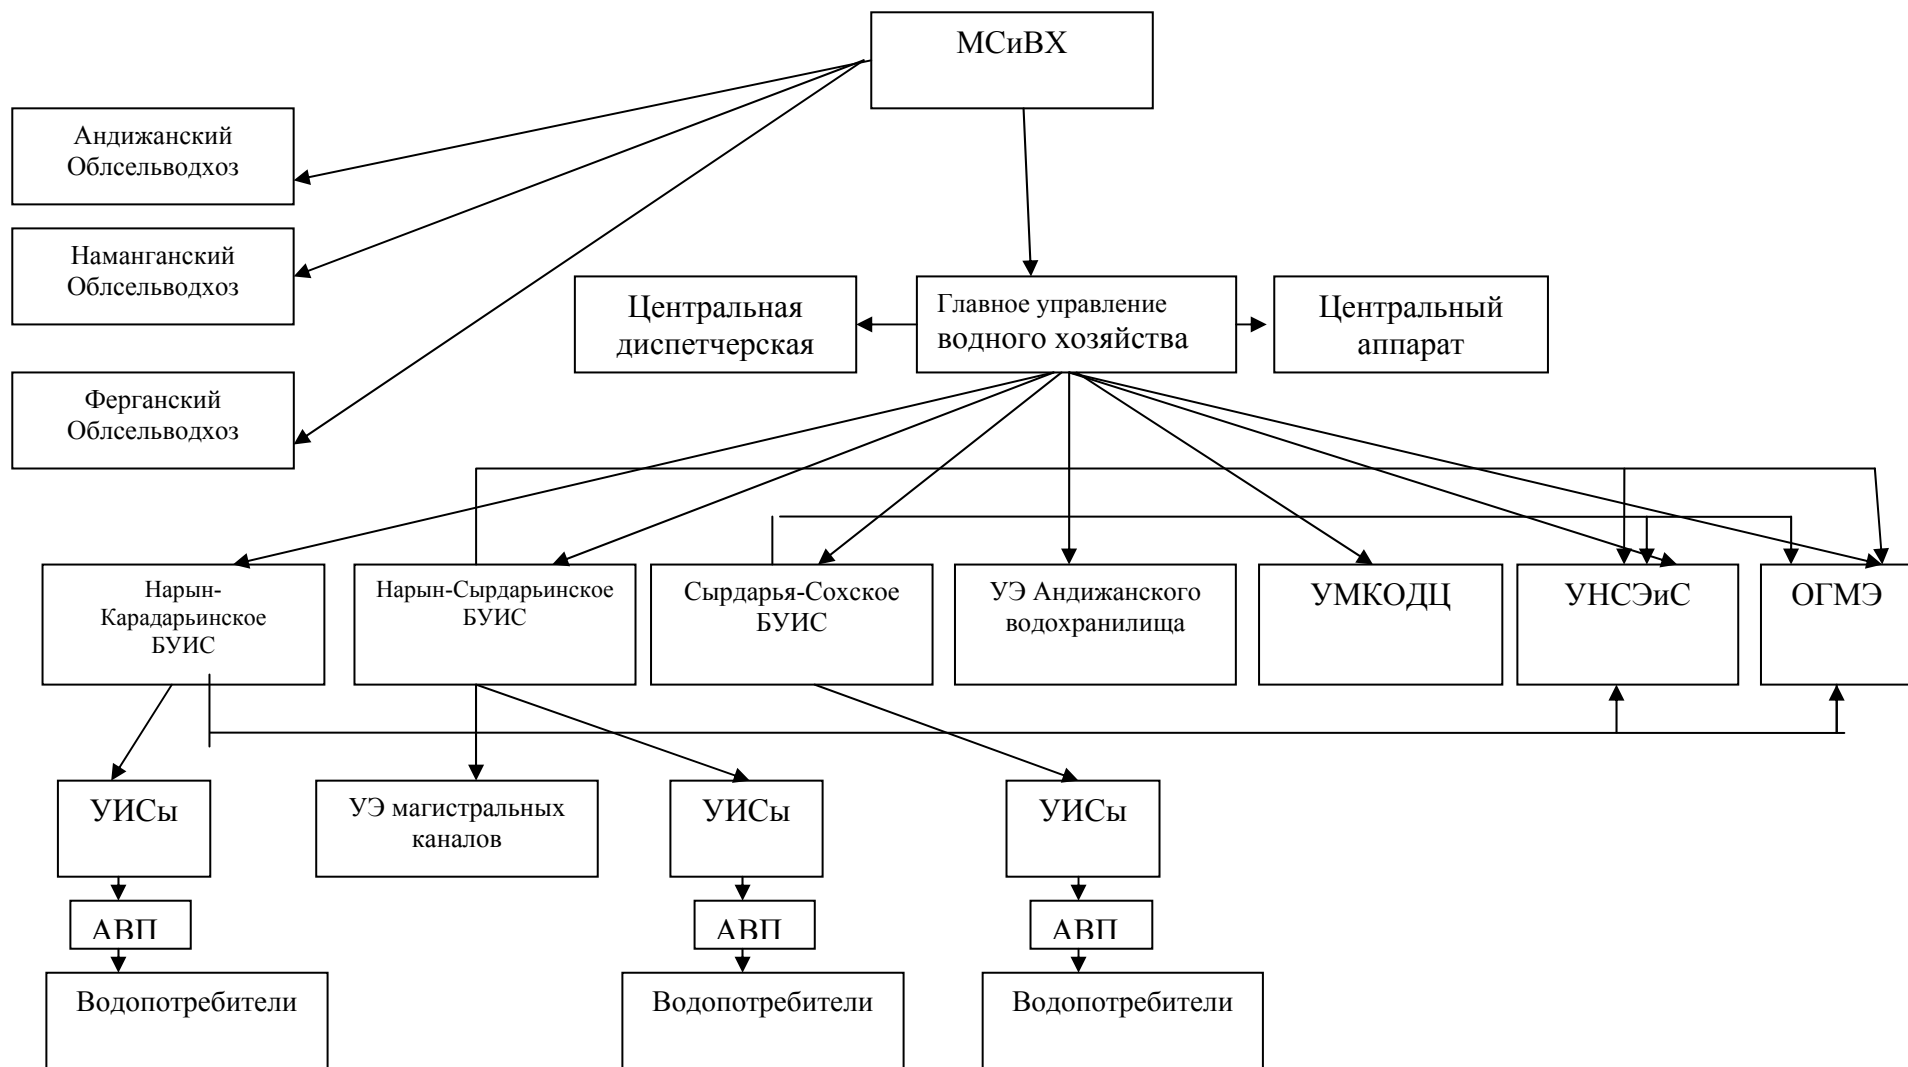 МСиВХ
Андижанский
Облсельводхоз
Наманганский
Облсельводхоз
Ферганский
Облсельводхоз
Центральная
диспетчерская
Главное управление
водного хозяйства
Центральный
аппарат
Нарын-
Карадарьинское
БУИС
Нарын-Сырдарьинское
БУИС
Сырдарья-Сохское
БУИС
УЭ Андижанского
водохранилища
УМКОДЦ
УНСЭиС
ОГМЭ
УИСы
УЭ магистральных
каналов
УИСы
УИСы
АВП
АВП
АВП
Водопотребители
Водопотребители
Водопотребители